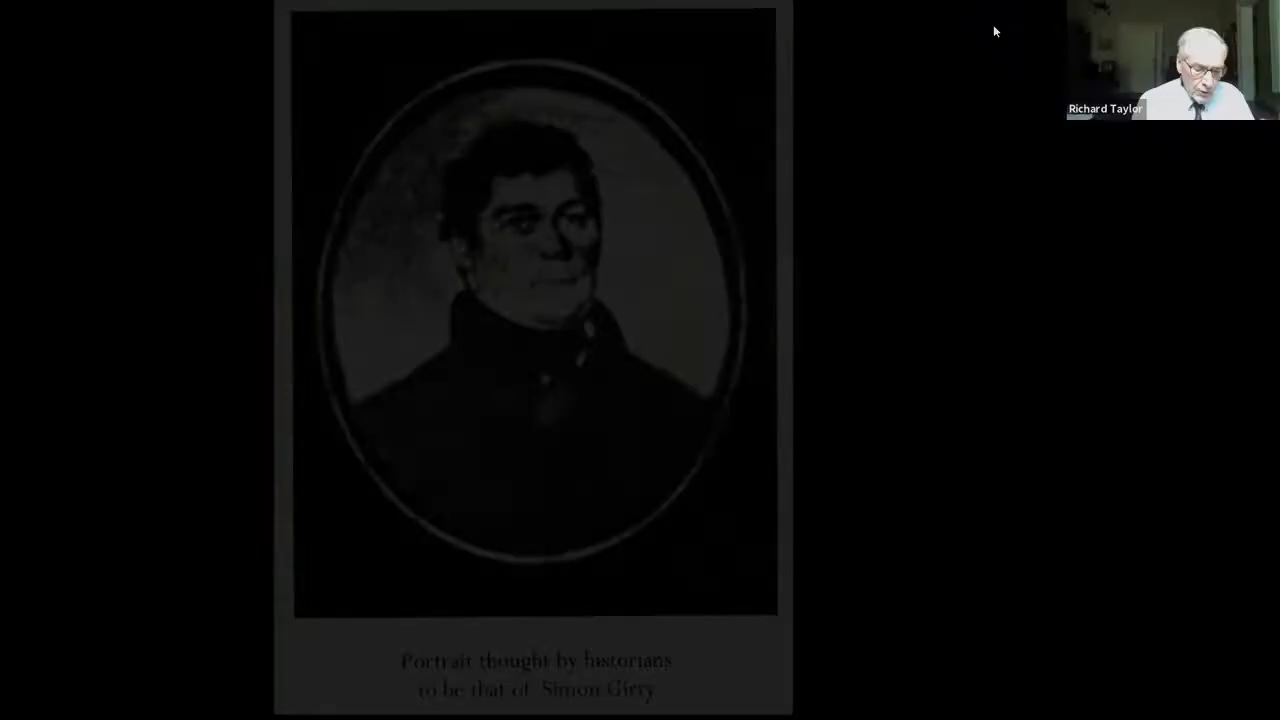 Richard Taylor
Portrait thought by historians
to be that of Simon Girty